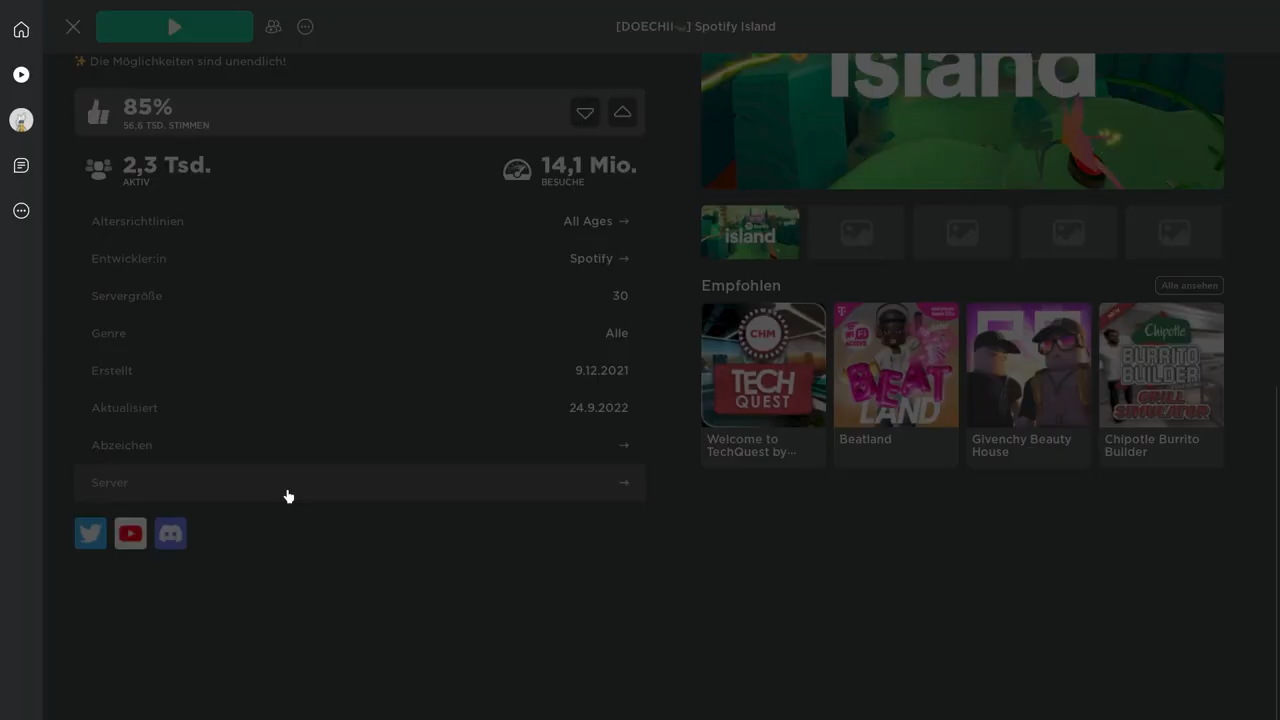 [DOECHII🐊] Spotify Island
✨ Die Möglichkeiten sind unendlich!
85%
56,6 TSD. STIMMEN
2,3 Tsd.
AKTIV
14,1 Mio.
BESUCHE
Altersrichtlinien
All Ages →
Entwickler:in
Spotify →
Servergröße
30
Genre
Alle
Erstellt
9.12.2021
Aktualisiert
24.9.2022
Abzeichen
→
Server
→
island
island
Empfohlen
Alle ansehen
CHM
TECH
QUEST
Welcome to
TechQuest by...
BEAT
LAND
Beatland
Givenchy Beauty
House
NEW
Chipotle
BURRITO
BUILDER
GRILL
SIMULATOR
Chipotle Burrito
Builder